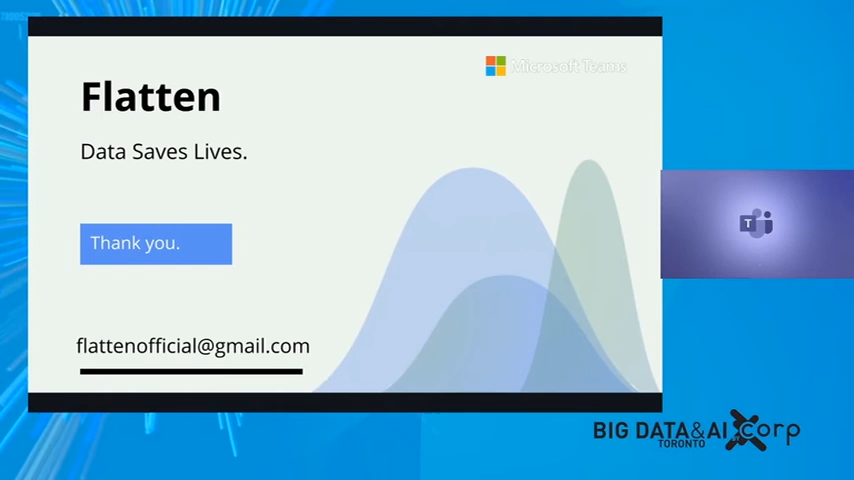 Microsoft Teams
Flatten
Data Saves Lives.
Thank you.
flattenofficial@gmail.com
T
BIG DATA&AI
TORONTO
corp